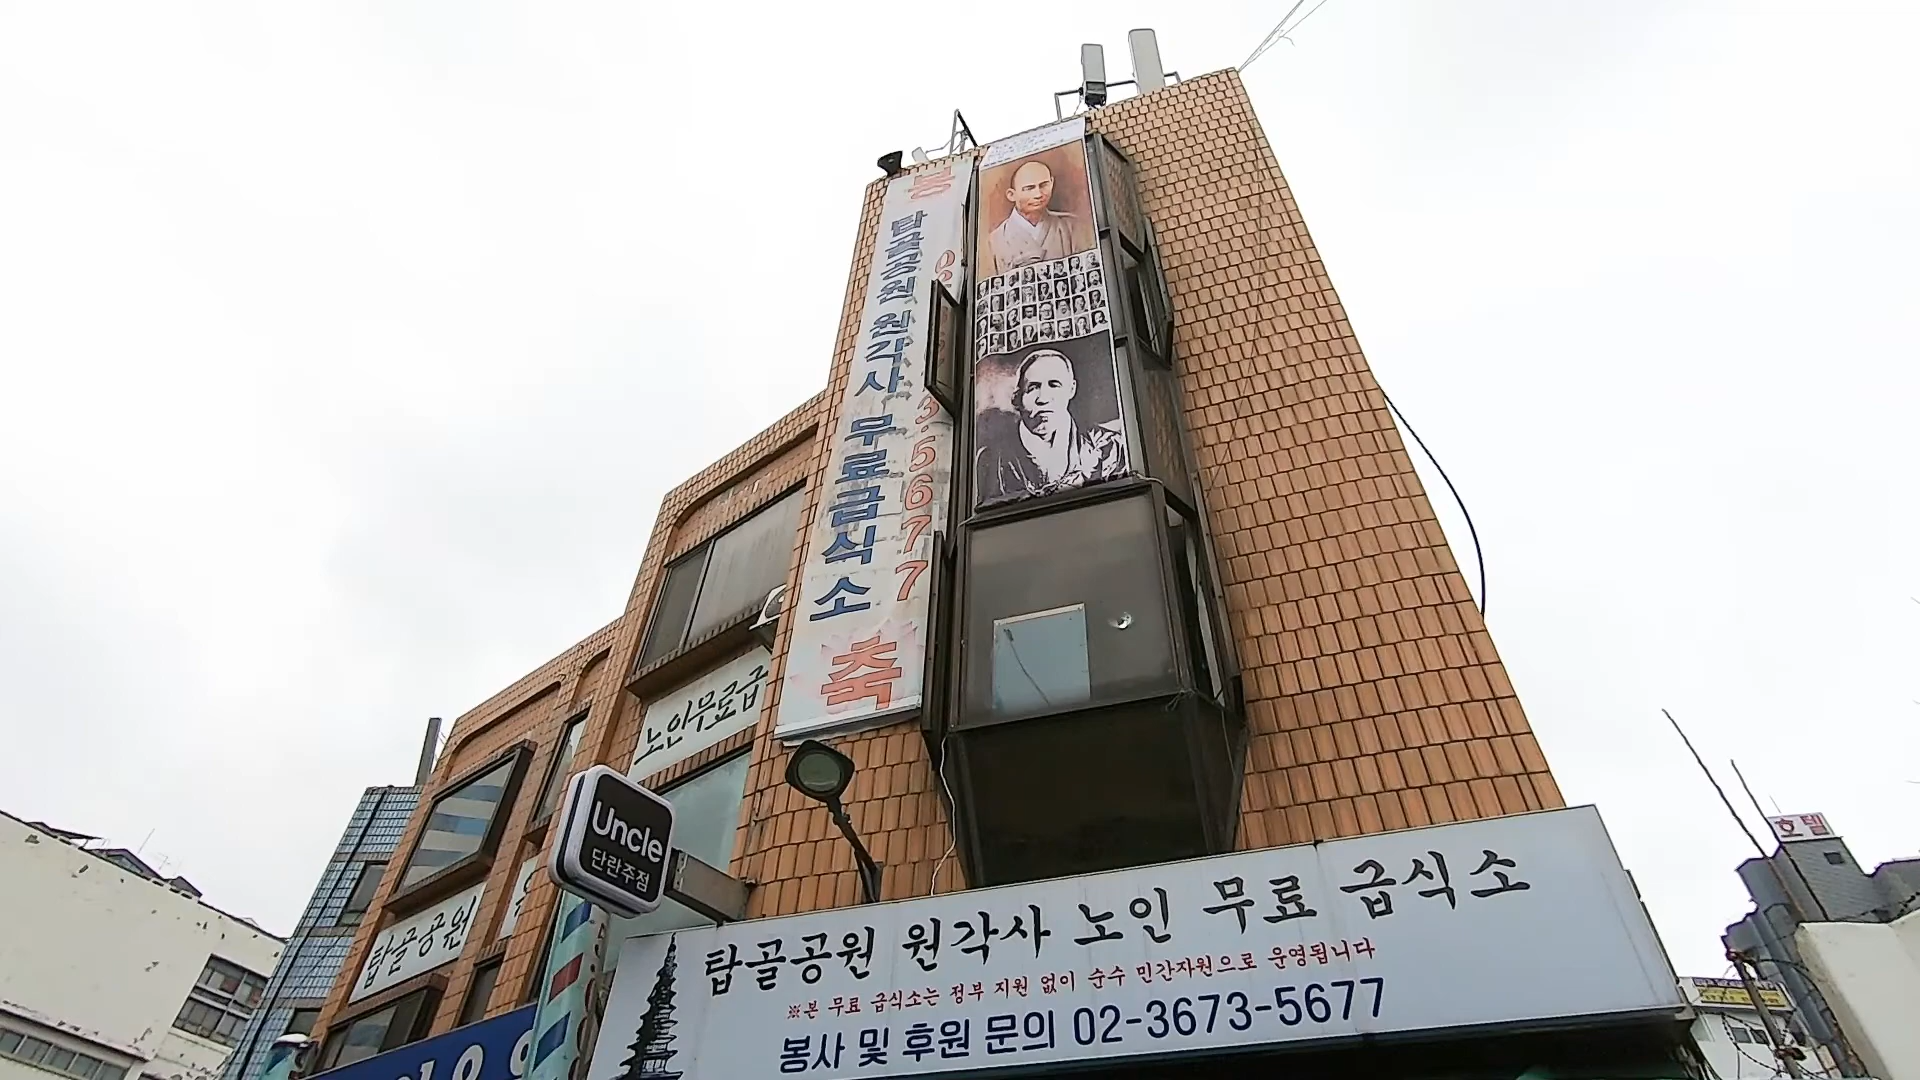 봉
탑골공원 원각사 무료급식소
축
3.5677
노인무료급
Uncle
단란주점
탑골공원
탑골공원 원각사 노인 무료 급식소
※본 무료 급식소는 정부 지원 없이 순수 민간자원으로 운영됩니다
봉사 및 후원 문의 02-3673-5677
호텔